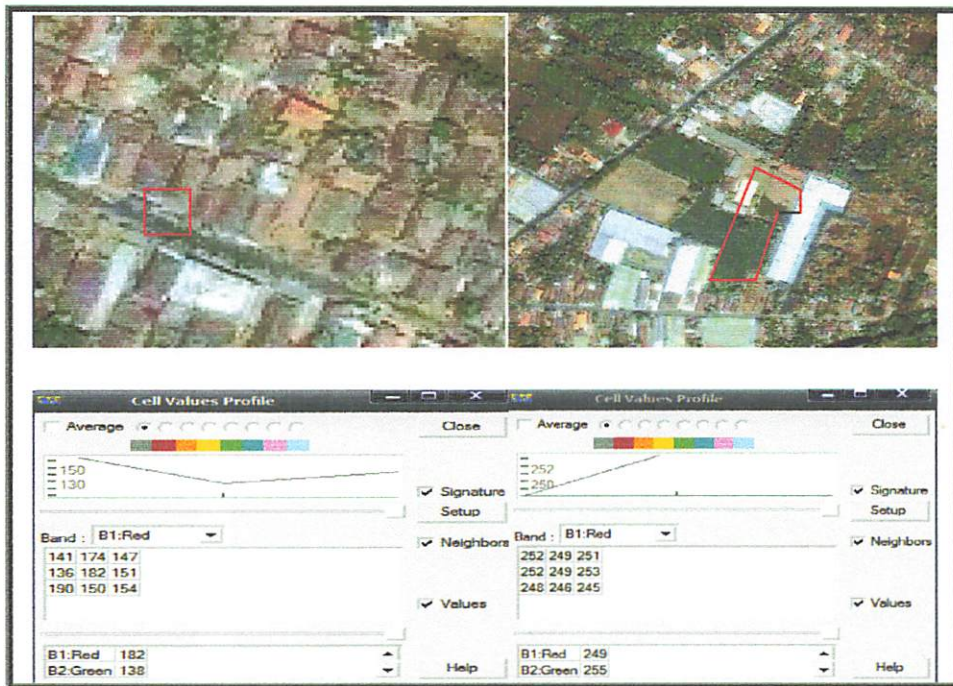 Cell Values Profile
Average
Close
150
130
Signature
Setup
Band : B1:Red
Neighbors
141 174 147
136 182 151
190 150 154
Values
B1:Red 182
B2:Green 138
Help
Cell Values Profile
Average
Close
252
250
Signature
Setup
Band : B1:Red
Neighbors
252 249 251
252 249 253
248 246 245
Values
B1:Red 249
B2:Green 255
Help